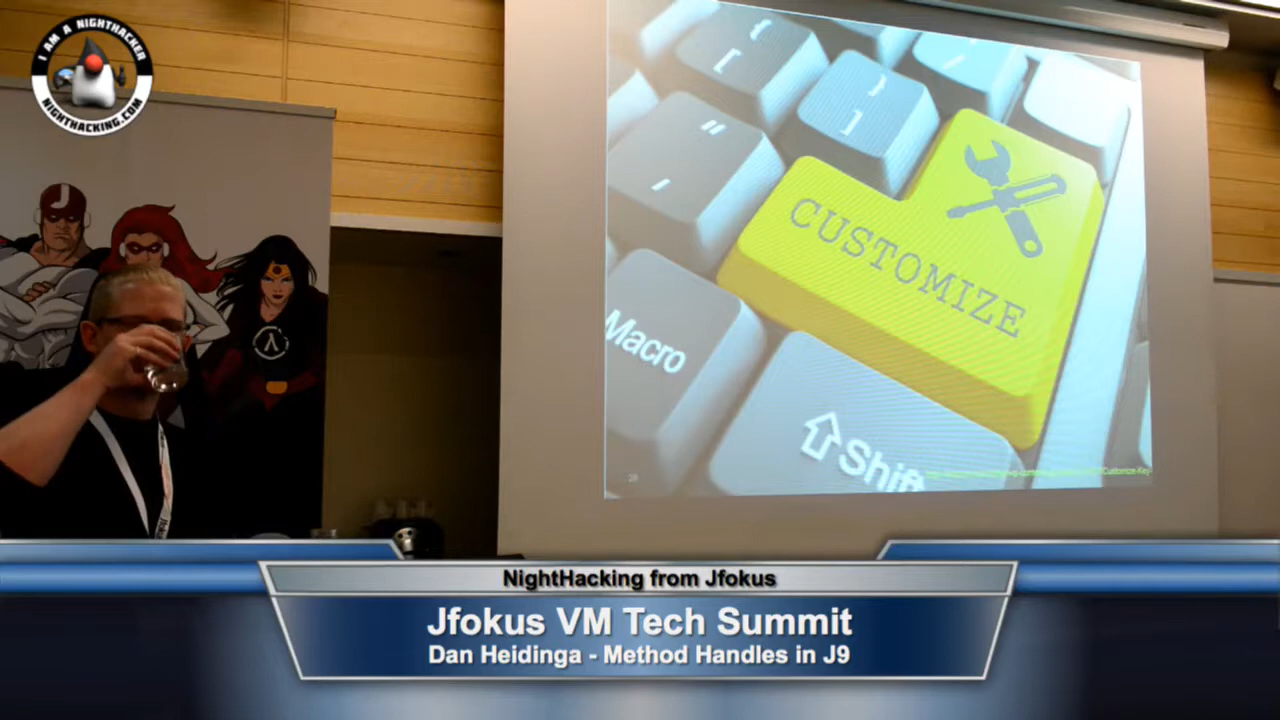 I AM A NIGHTHACKER
NIGHTHACKING.COM
J
λ
{
[
}
]
"
'
CUSTOMIZE
Macro
Shift
NightHacking from Jfokus
Jfokus VM Tech Summit
Dan Heidinga - Method Handles in J9